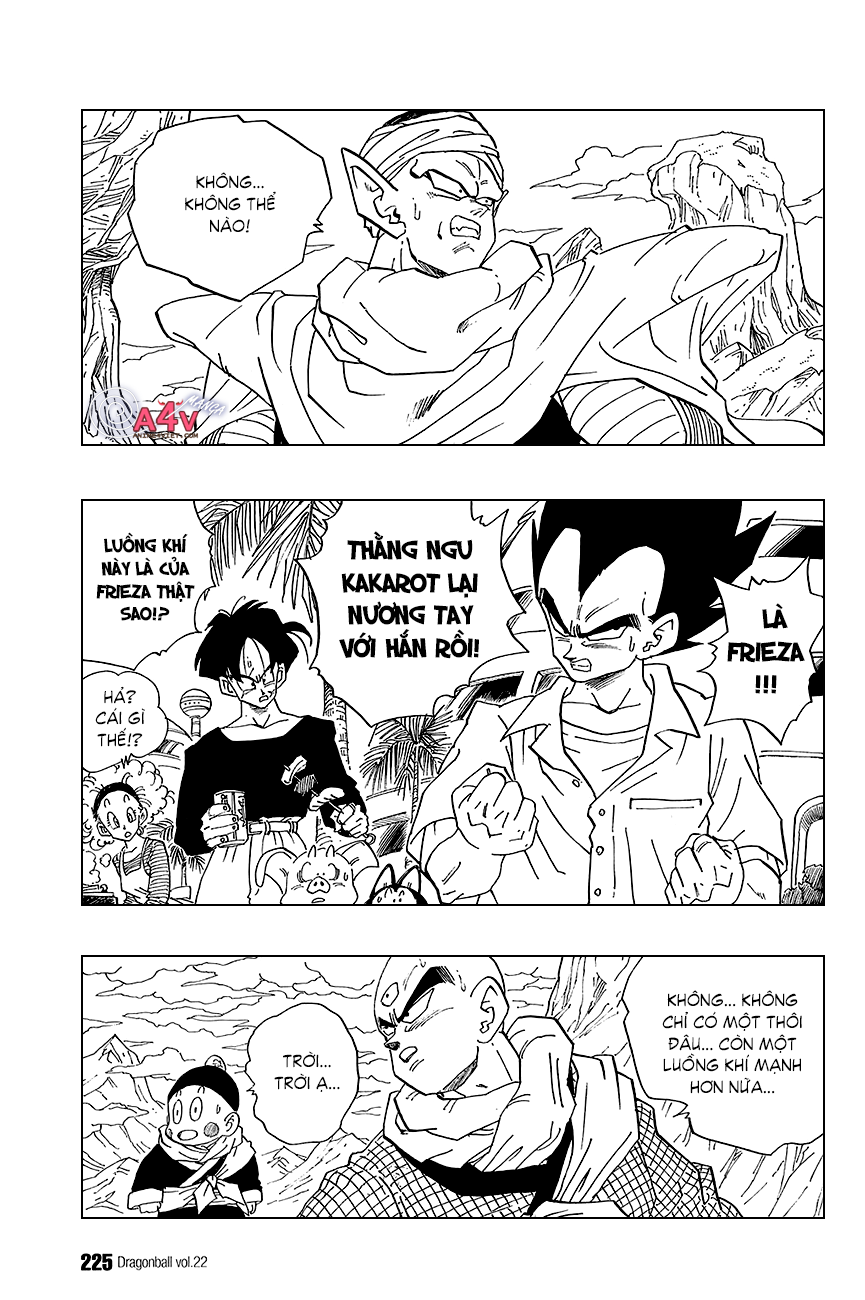 KHÔNG...
KHÔNG THỂ
NÀO!
MANGA
A4V
LÀ
FRIEZA
!!!
THẰNG NGU
KAKAROT LẠI
NƯƠNG TAY
VỚI HẮN RỒI!
LUỒNG KHÍ
NÀY LÀ CỦA
FRIEZA THẬT
SAO!?
HẢ?
CÁI GÌ
THẾ!?
KHÔNG... KHÔNG
CHỈ CÓ MỘT THÔI
ĐÂU... CÒN MỘT
LUỒNG KHÍ MẠNH
HƠN NỮA...
TRỜI...
TRỜI Ạ...
225 Dragonball vol.22